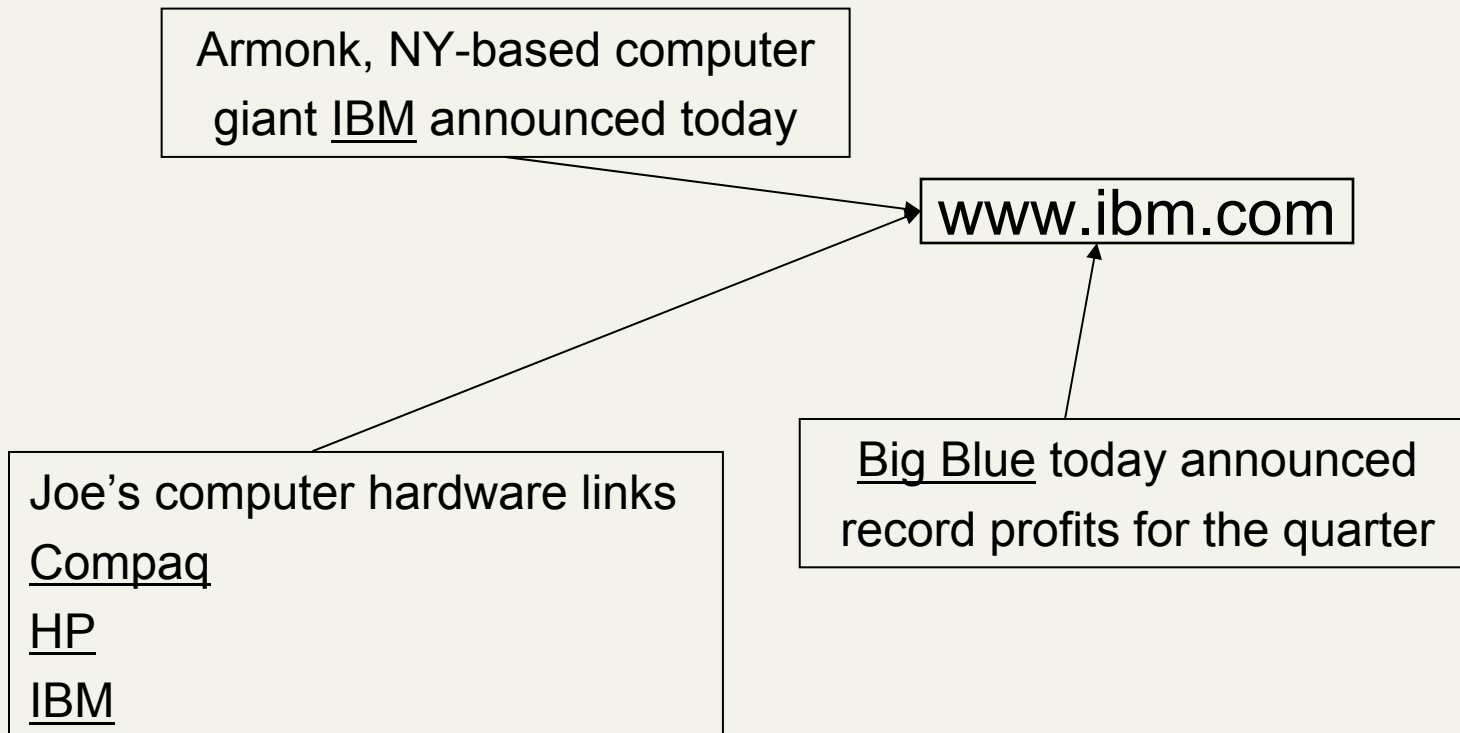 Armonk, NY-based computer
giant IBM announced today
www.ibm.com
Joe’s computer hardware links
Compaq
HP
IBM
Big Blue today announced
record profits for the quarter